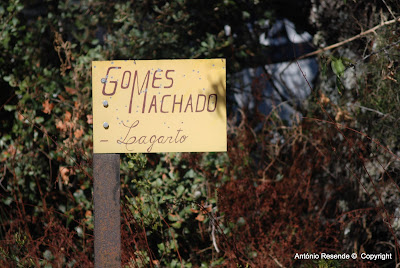 GOMES
MACHADO
- Lagarto
António Resende © Copyright